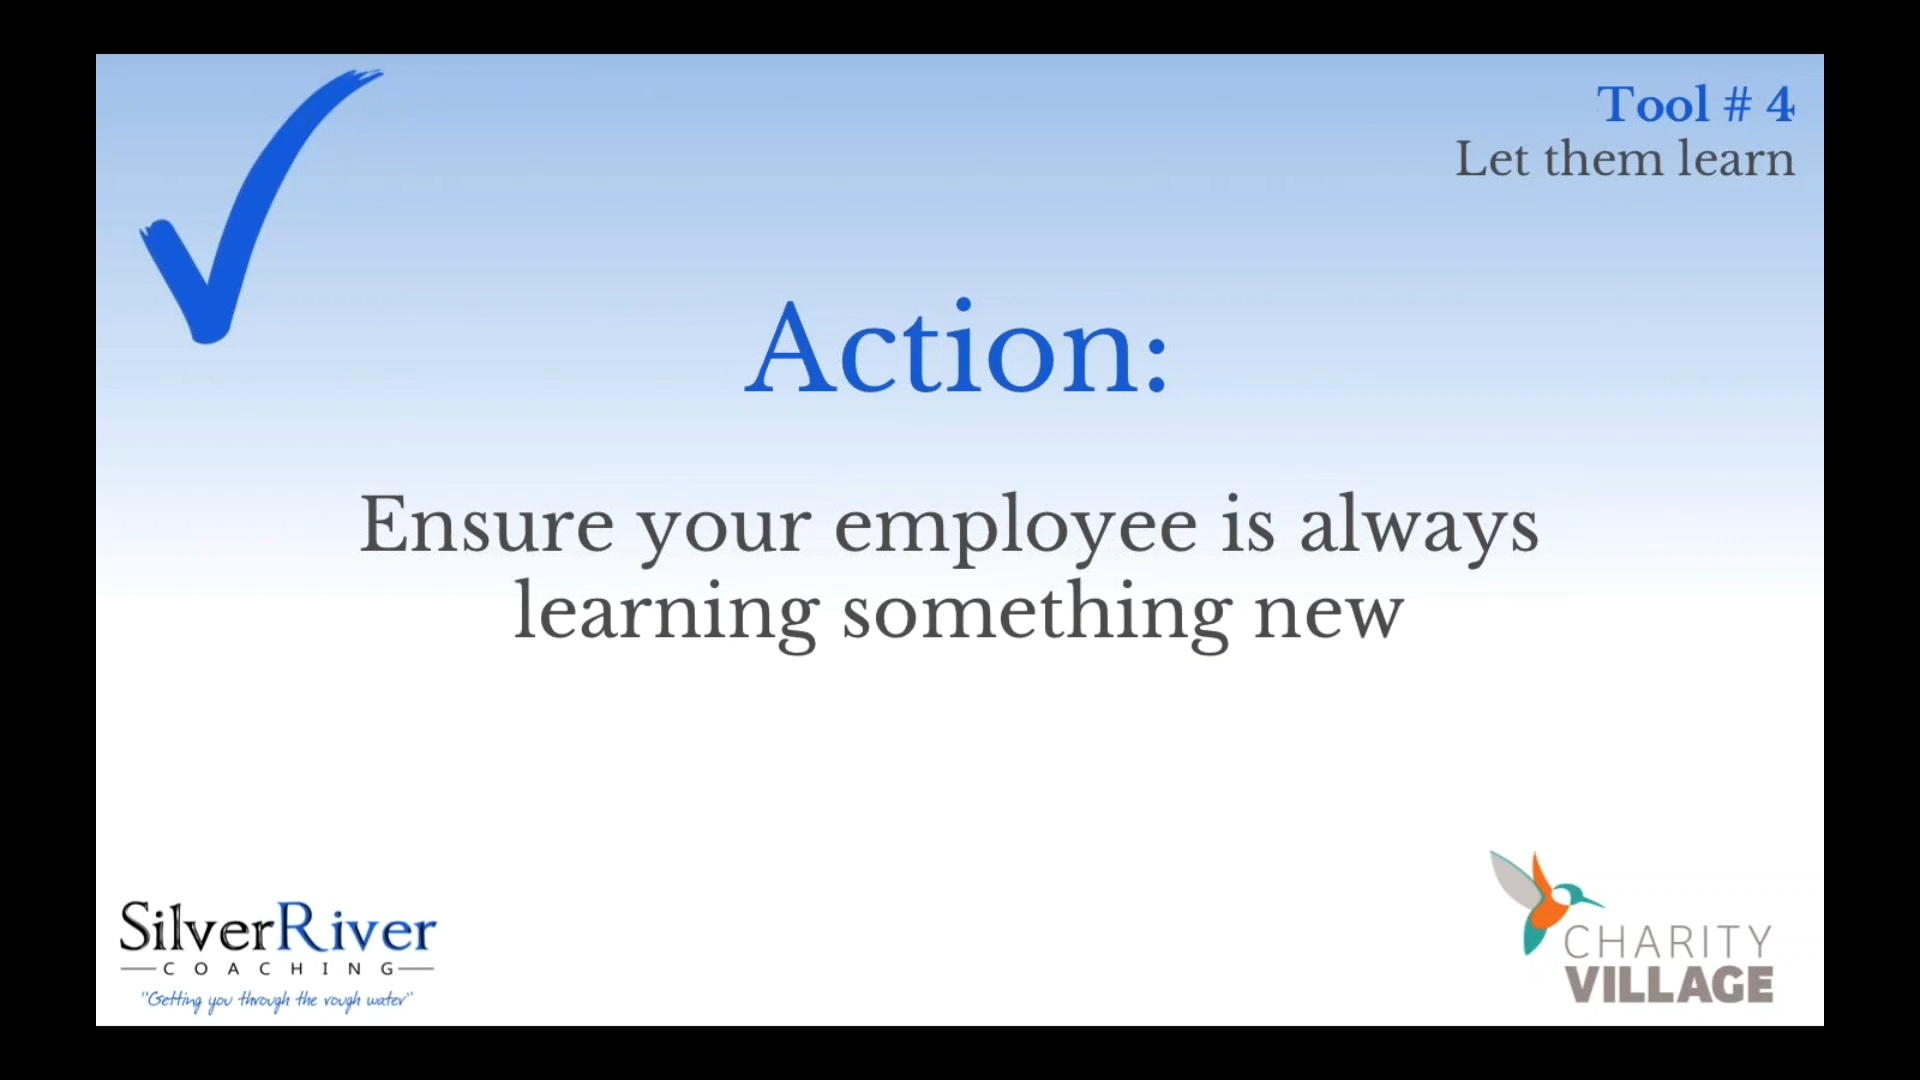 Tool # 4
Let them learn
Action:
Ensure your employee is always
learning something new
SilverRiver
COACHING
"Getting you through the rough water"
CHARITY
VILLAGE